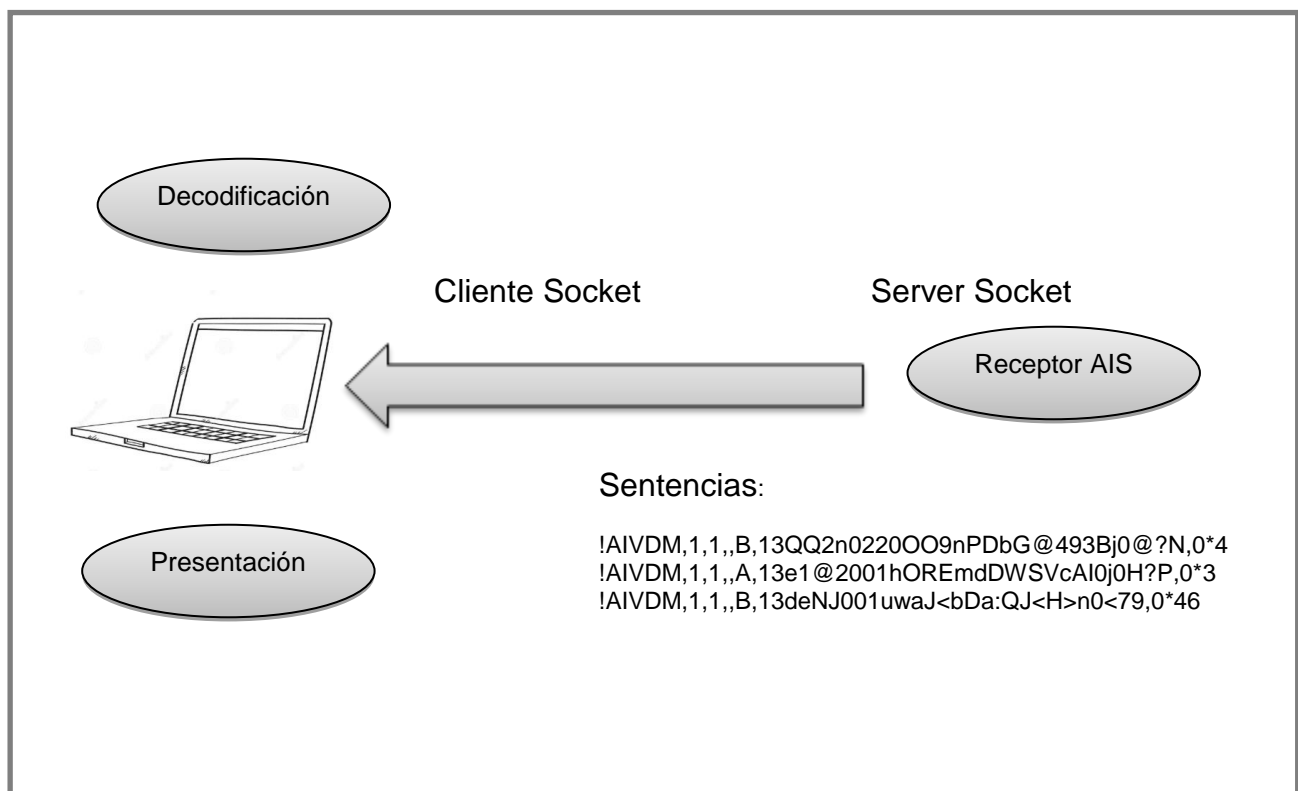 Decodificación
Cliente Socket
Server Socket
Receptor AIS
Sentencias:
Presentación
!AIVDM,1,1,,B,13QQ2n0220OO9nPDbG@493Bj0@?N,0*4
!AIVDM,1,1,,A,13e1@2001hOREmdDWSVcAI0j0H?P,0*3
!AIVDM,1,1,,B,13deNJ001uwaJ<bDa:QJ<H>n0<79,0*46